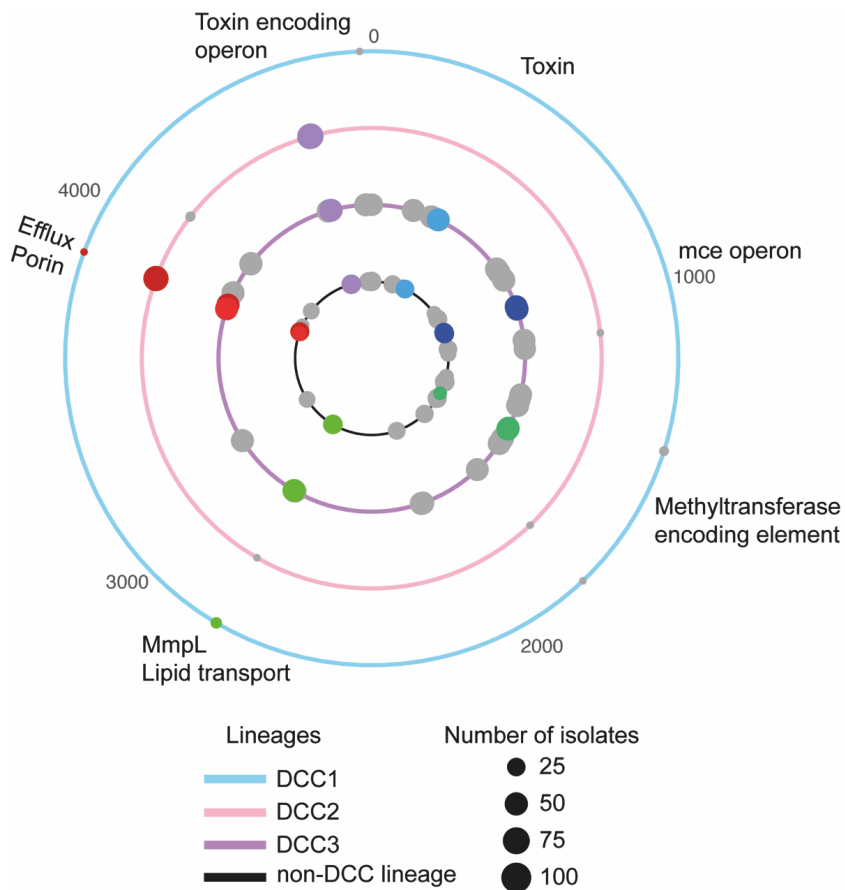 Toxin encoding
operon
0
Toxin
4000
Efflux
Porin
mce operon
1000
Methyltransferase
encoding element
3000
2000
MmpL
Lipid transport
Lineages
DCC1
DCC2
DCC3
non-DCC lineage
Number of isolates
25
50
75
100